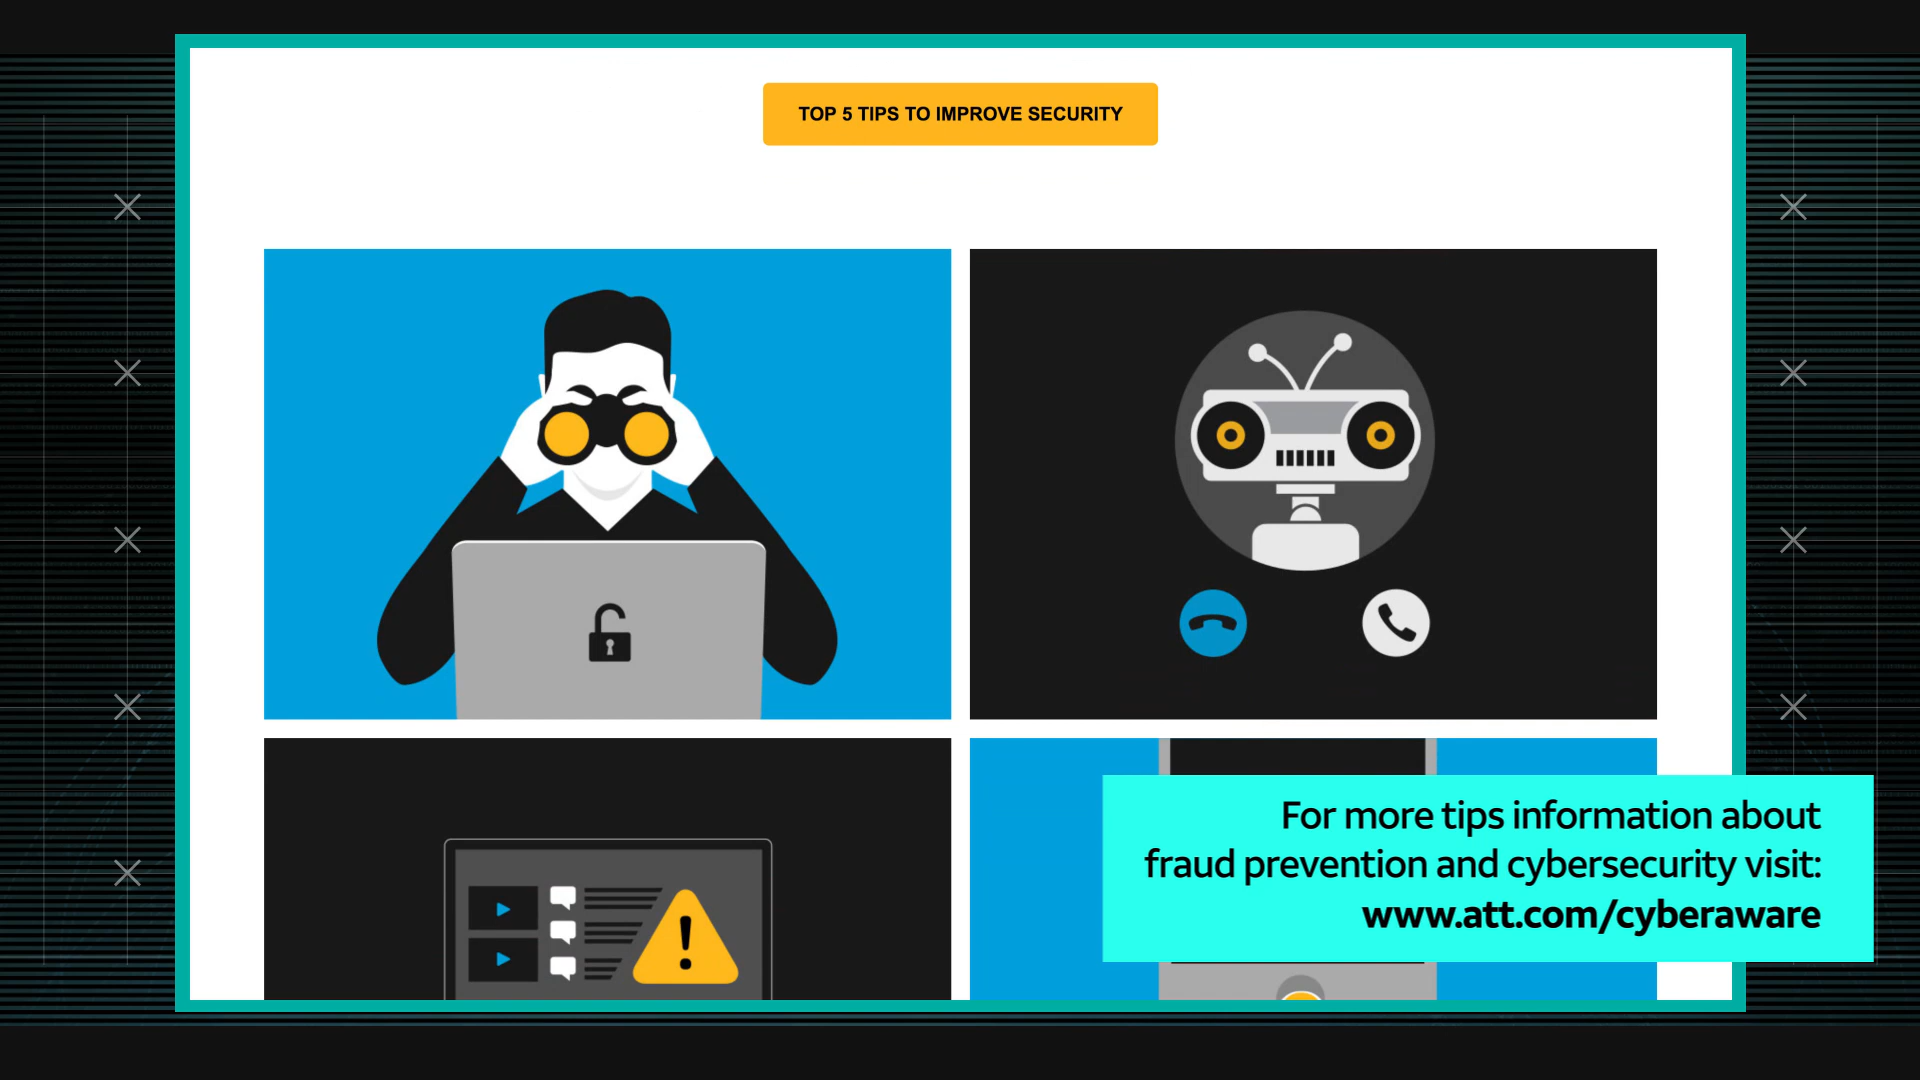 TOP 5 TIPS TO IMPROVE SECURITY
For more tips information about
fraud prevention and cybersecurity visit:
www.att.com/cyberaware